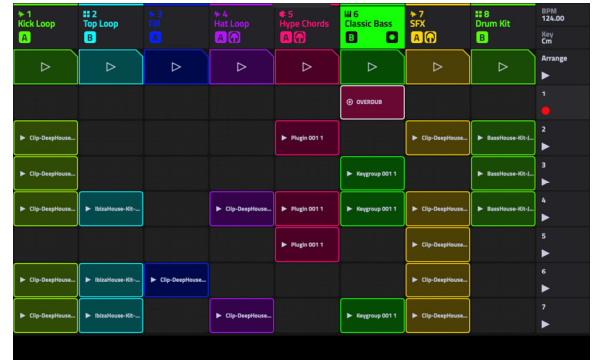 1 2 3 4 5 6 7 8 BPM
Kick Loop Top Loop Fill Hat Loop Hype Chords Classic Bass SFX Drum Kit 124.00
A B A A A B A B Key
Cm
Arrange
1
OVERDUB
2
Clip-DeepHouse... Plugin 001 1 Clip-DeepHouse... BassHouse-Kit-J...
3
Clip-DeepHouse... Keygroup 001 1 BassHouse-Kit-J...
4
Clip-DeepHouse... IbizaHouse-Kit-... Clip-DeepHouse... Plugin 001 1 Keygroup 001 1 Clip-DeepHouse... BassHouse-Kit-J...
5
Plugin 001 1 Clip-DeepHouse...
6
Clip-DeepHouse... IbizaHouse-Kit-... Clip-DeepHouse... Clip-DeepHouse...
7
Clip-DeepHouse... IbizaHouse-Kit-... Clip-DeepHouse... Keygroup 001 1 Clip-DeepHouse...